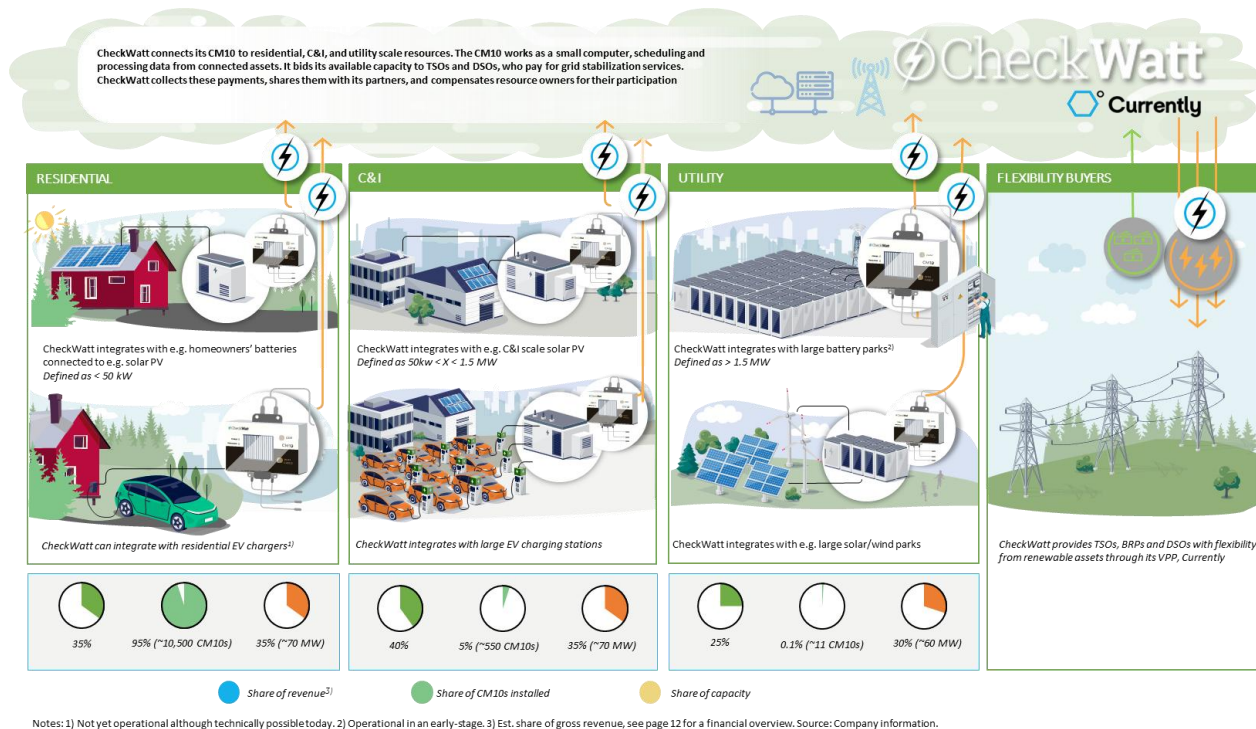 CheckWatt connects its CM10 to residential, C&I, and utility scale resources. The CM10 works as a small computer, scheduling and
processing data from connected assets. It bids its available capacity to TSOs and DSOs, who pay for grid stabilization services.
CheckWatt collects these payments, shares them with its partners, and compensates resource owners for their participation
CheckWatt
Currently
RESIDENTIAL
CheckWatt integrates with e.g. homeowners' batteries
connected to e.g. solar PV
Defined as < 50 kW
CheckWatt can integrate with residential EV chargers1)
35%
95% (~10,500 CM10s)
35% (~70 MW)
C&I
CheckWatt integrates with e.g. C&I scale solar PV
Defined as 50kw < X < 1.5 MW
CheckWatt integrates with large EV charging stations
40%
5% (~550 CM10s)
35% (~70 MW)
UTILITY
CheckWatt integrates with large battery parks2)
Defined as > 1.5 MW
CheckWatt integrates with e.g. large solar/wind parks
25%
0.1% (~11 CM10s)
30% (~60 MW)
FLEXIBILITY BUYERS
CheckWatt provides TSOs, BRPs and DSOs with flexibility
from renewable assets through its VPP, Currently
Share of revenue3)
Share of CM10s installed
Share of capacity
Notes: 1) Not yet operational although technically possible today. 2) Operational in an early-stage. 3) Est. share of gross revenue, see page 12 for a financial overview. Source: Company information.